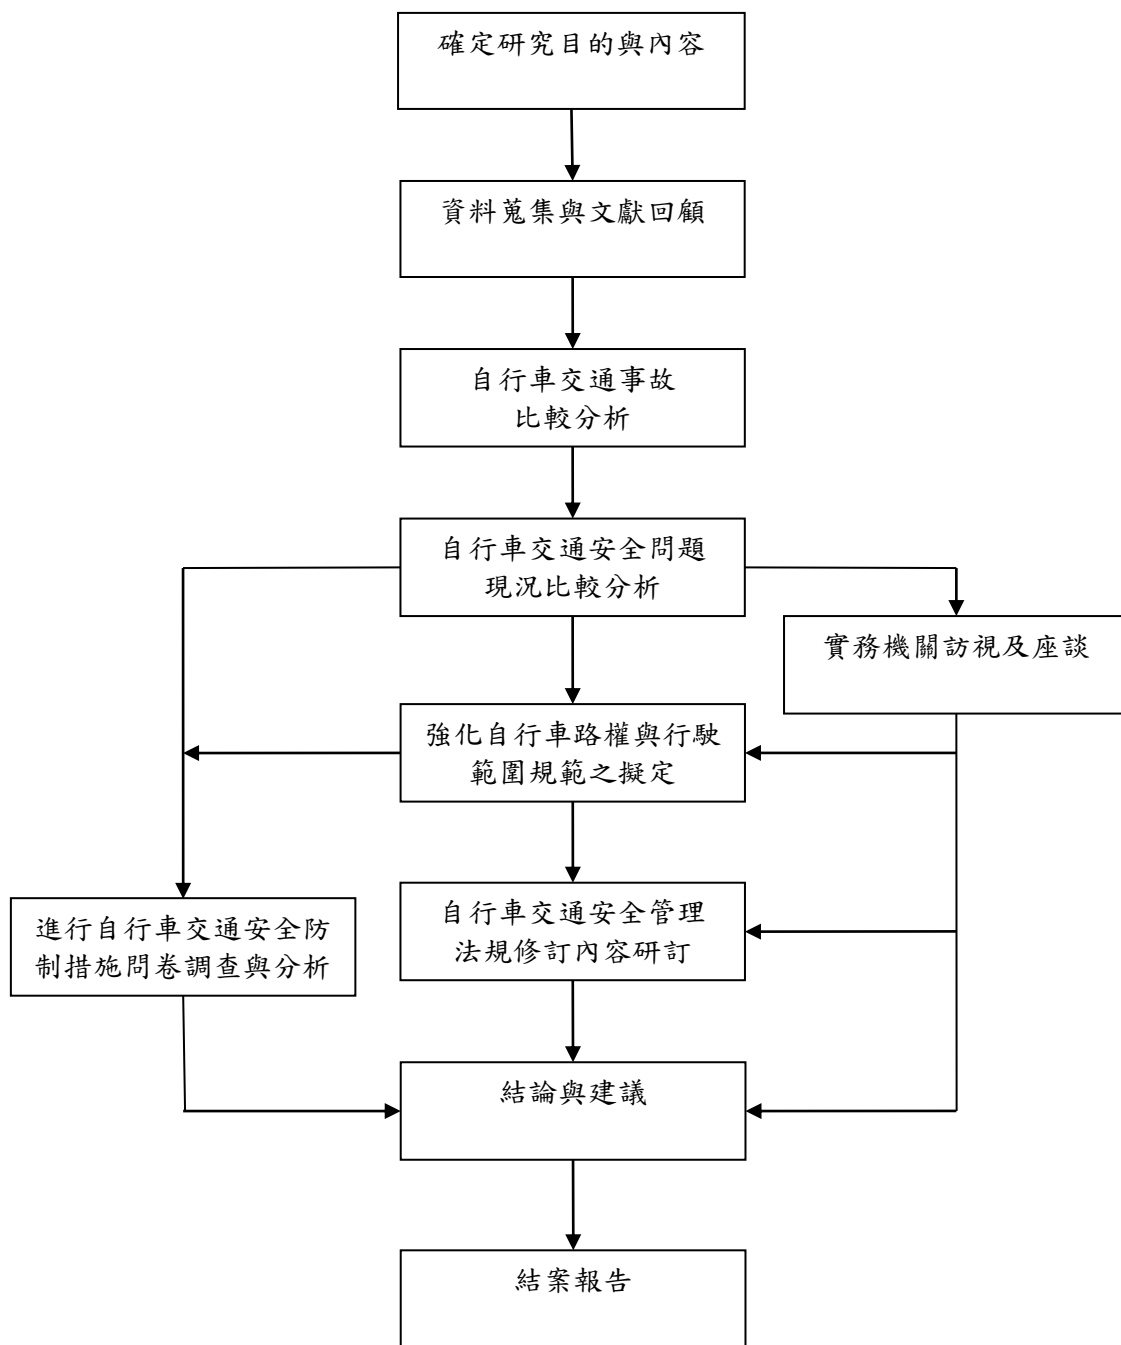 確定研究目的與內容
資料蒐集與文獻回顧
自行車交通事故
比較分析
自行車交通安全問題
現況比較分析
實務機關訪視及座談
強化自行車路權與行駛
範圍規範之擬定
進行自行車交通安全防
制措施問卷調查與分析
自行車交通安全管理
法規修訂內容研訂
結論與建議
結案報告